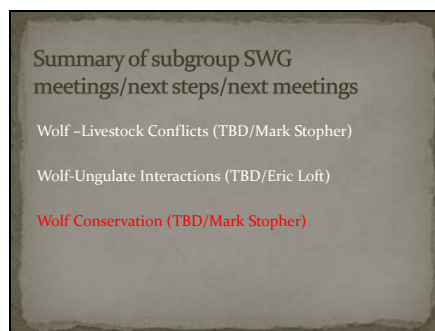 Summary of subgroup SWG
meetings/next steps/next meetings
Wolf –Livestock Conflicts (TBD/Mark Stopher)
Wolf-Ungulate Interactions (TBD/Eric Loft)
Wolf Conservation (TBD/Mark Stopher)